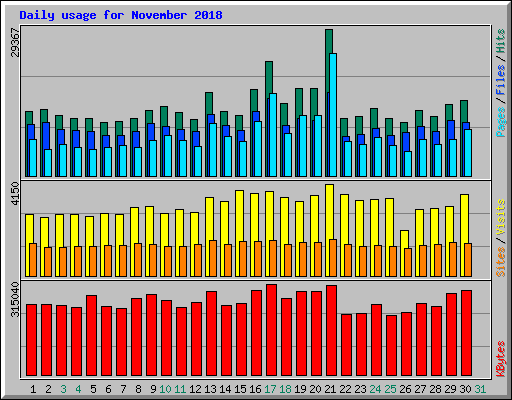 Daily usage for November 2018
29367
Pages / Files / Hits
4150
Sites / Visits
315040
KBytes
1 2 3 4 5 6 7 8 9 10 11 12 13 14 15 16 17 18 19 20 21 22 23 24 25 26 27 28 29 30 31